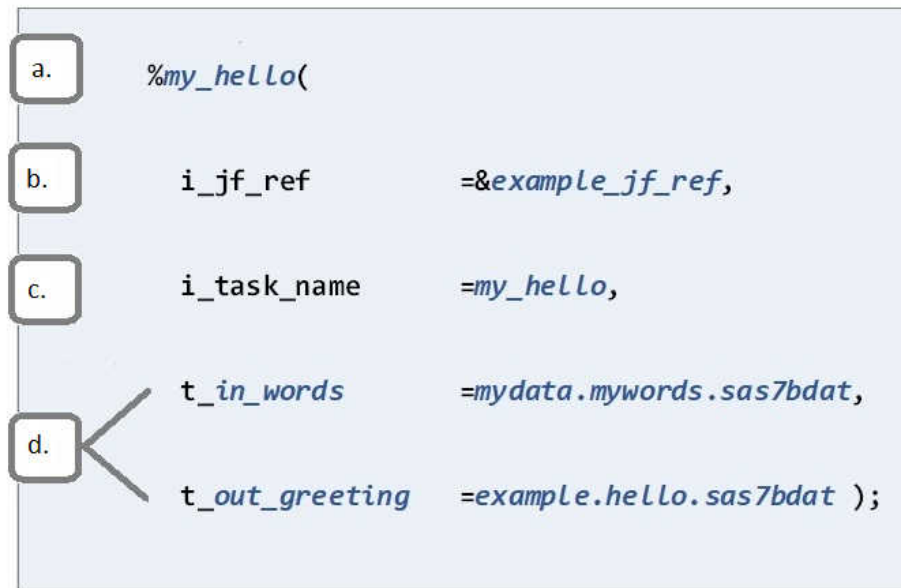 a. %my_hello(
b. i_jf_ref =&example_jf_ref,
c. i_task_name =my_hello,
t_in_words =mydata.mywords.sas7bdat,
d.
t_out_greeting =example.hello.sas7bdat );